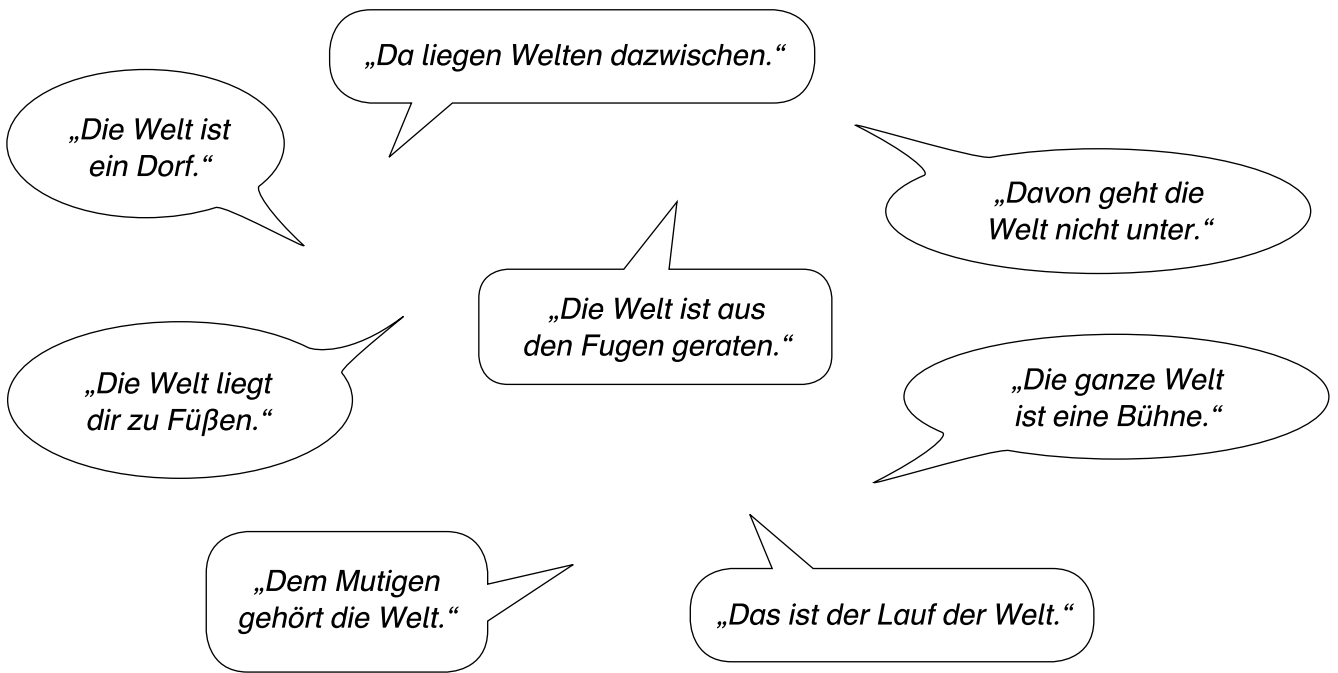 „Da liegen Welten dazwischen.“
„Die Welt ist
ein Dorf.“
„Davon geht die
Welt nicht unter.“
„Die Welt ist aus
den Fugen geraten.“
„Die Welt liegt
dir zu Füßen.“
„Die ganze Welt
ist eine Bühne.“
„Dem Mutigen
gehört die Welt.“
„Das ist der Lauf der Welt.“